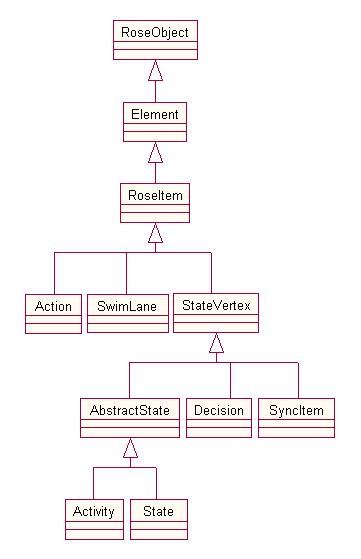 RoseObject
Element
RoseItem
Action
SwimLane
StateVertex
AbstractState
Decision
SyncItem
Activity
State